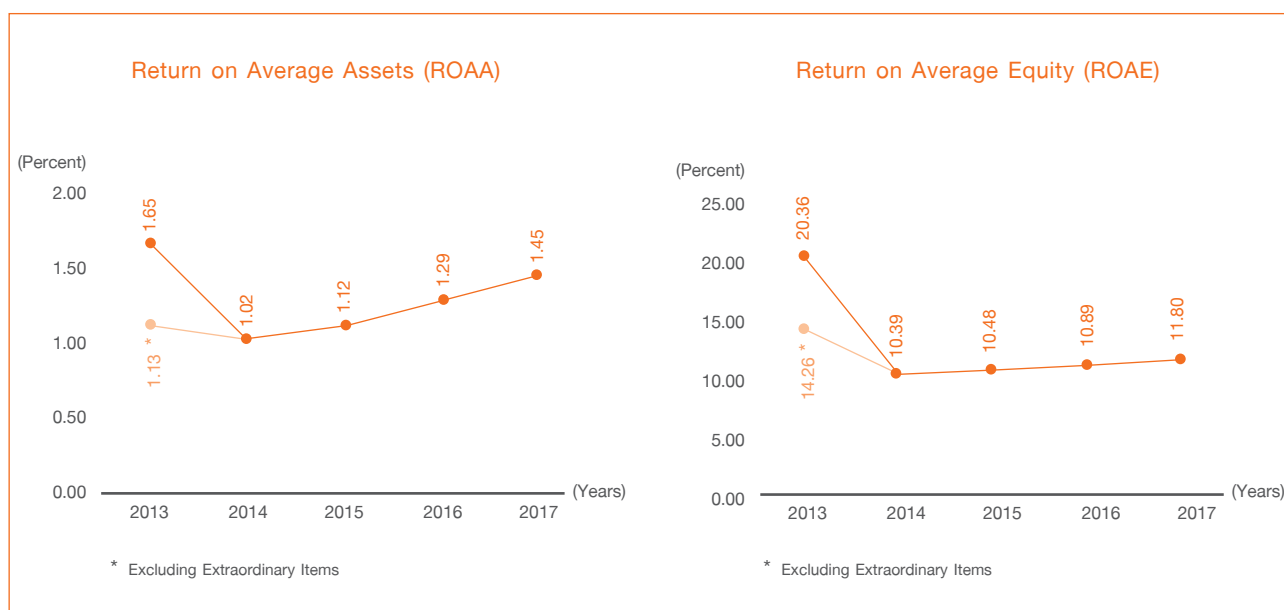 Return on Average Assets (ROAA)
(Percent)
2.00
1.50
1.00
0.50
0.00
1.65
1.13 *
1.02
1.12
1.29
1.45
(Years)
2013 2014 2015 2016 2017
* Excluding Extraordinary Items
Return on Average Equity (ROAE)
(Percent)
25.00
20.00
15.00
10.00
5.00
0.00
20.36
14.26 *
10.39
10.48
10.89
11.80
(Years)
2013 2014 2015 2016 2017
* Excluding Extraordinary Items